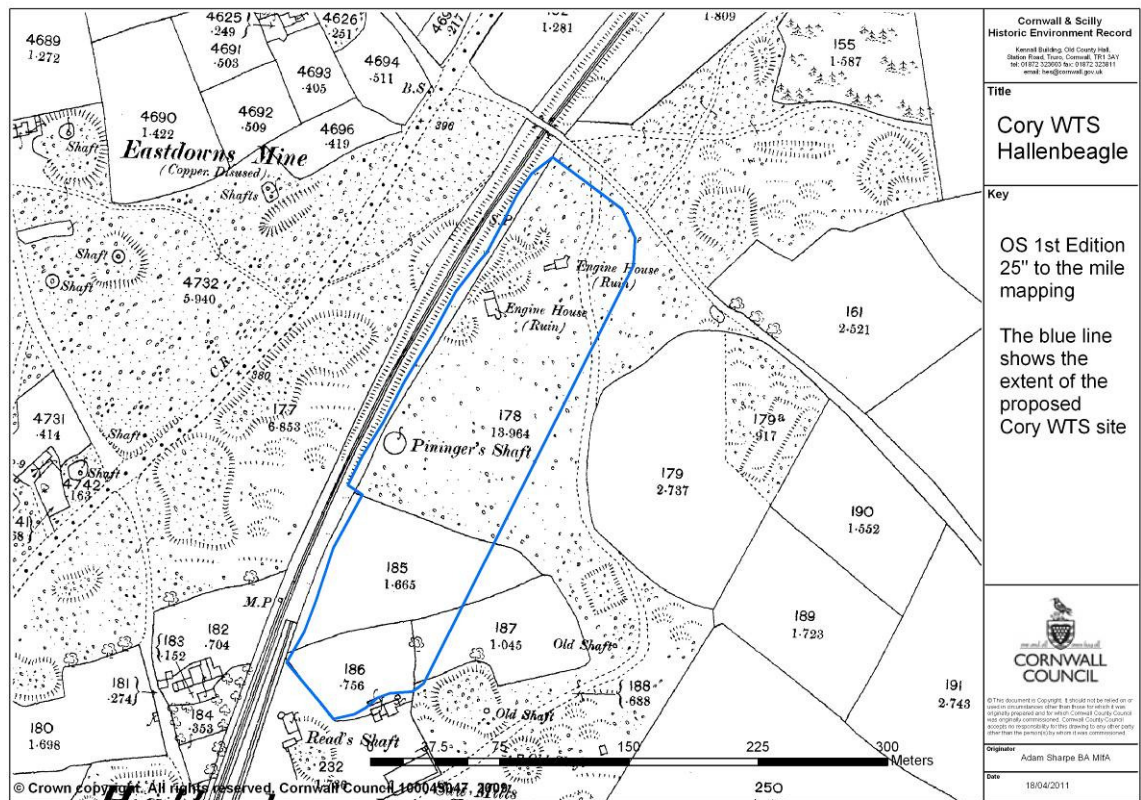 4689
1·272
4625
·249
4691
·503
4626
·251
4693
·405
4694
·511
4690
1·422
4692
·509
4696
·419
B.S.
396
1·281
1·809
155
1·587
Shaft
Eastdowns Mine
(Copper, Disused)
Shafts
S.P.
Shaft
Shaft
4732
5·940
Engine House
(Ruin)
Engine House
(Ruin)
161
2·521
C.R.
380
177
6·853
4731
·414
Shaft
Shaft
4742
·163
178
13·964
Pininger's Shaft
179ª
·917
179
2·737
190
1·552
185
1·665
M.P.
182
·704
183
·152
181
·274
184
·353
180
1·698
186
·756
187
1·045
Old Shaft
188
·688
Old Shaft
189
1·723
191
2·743
Read's Shaft
232
37.5
75
150
225
300
Meters
250
© Crown copyright. All rights reserved. Cornwall Council 100049047, 2009.
Cornwall & Scilly
Historic Environment Record
Kennall Building, Old County Hall,
Station Road, Truro, Cornwall, TR1 3AY
Title
Cory WTS
Hallenbeagle
Key
OS 1st Edition
25" to the mile
mapping
The blue line
shows the
extent of the
proposed
Cory WTS site
CORNWALL
COUNCIL
Originator
Adam Sharpe BA MIfA
Date
18/04/2011